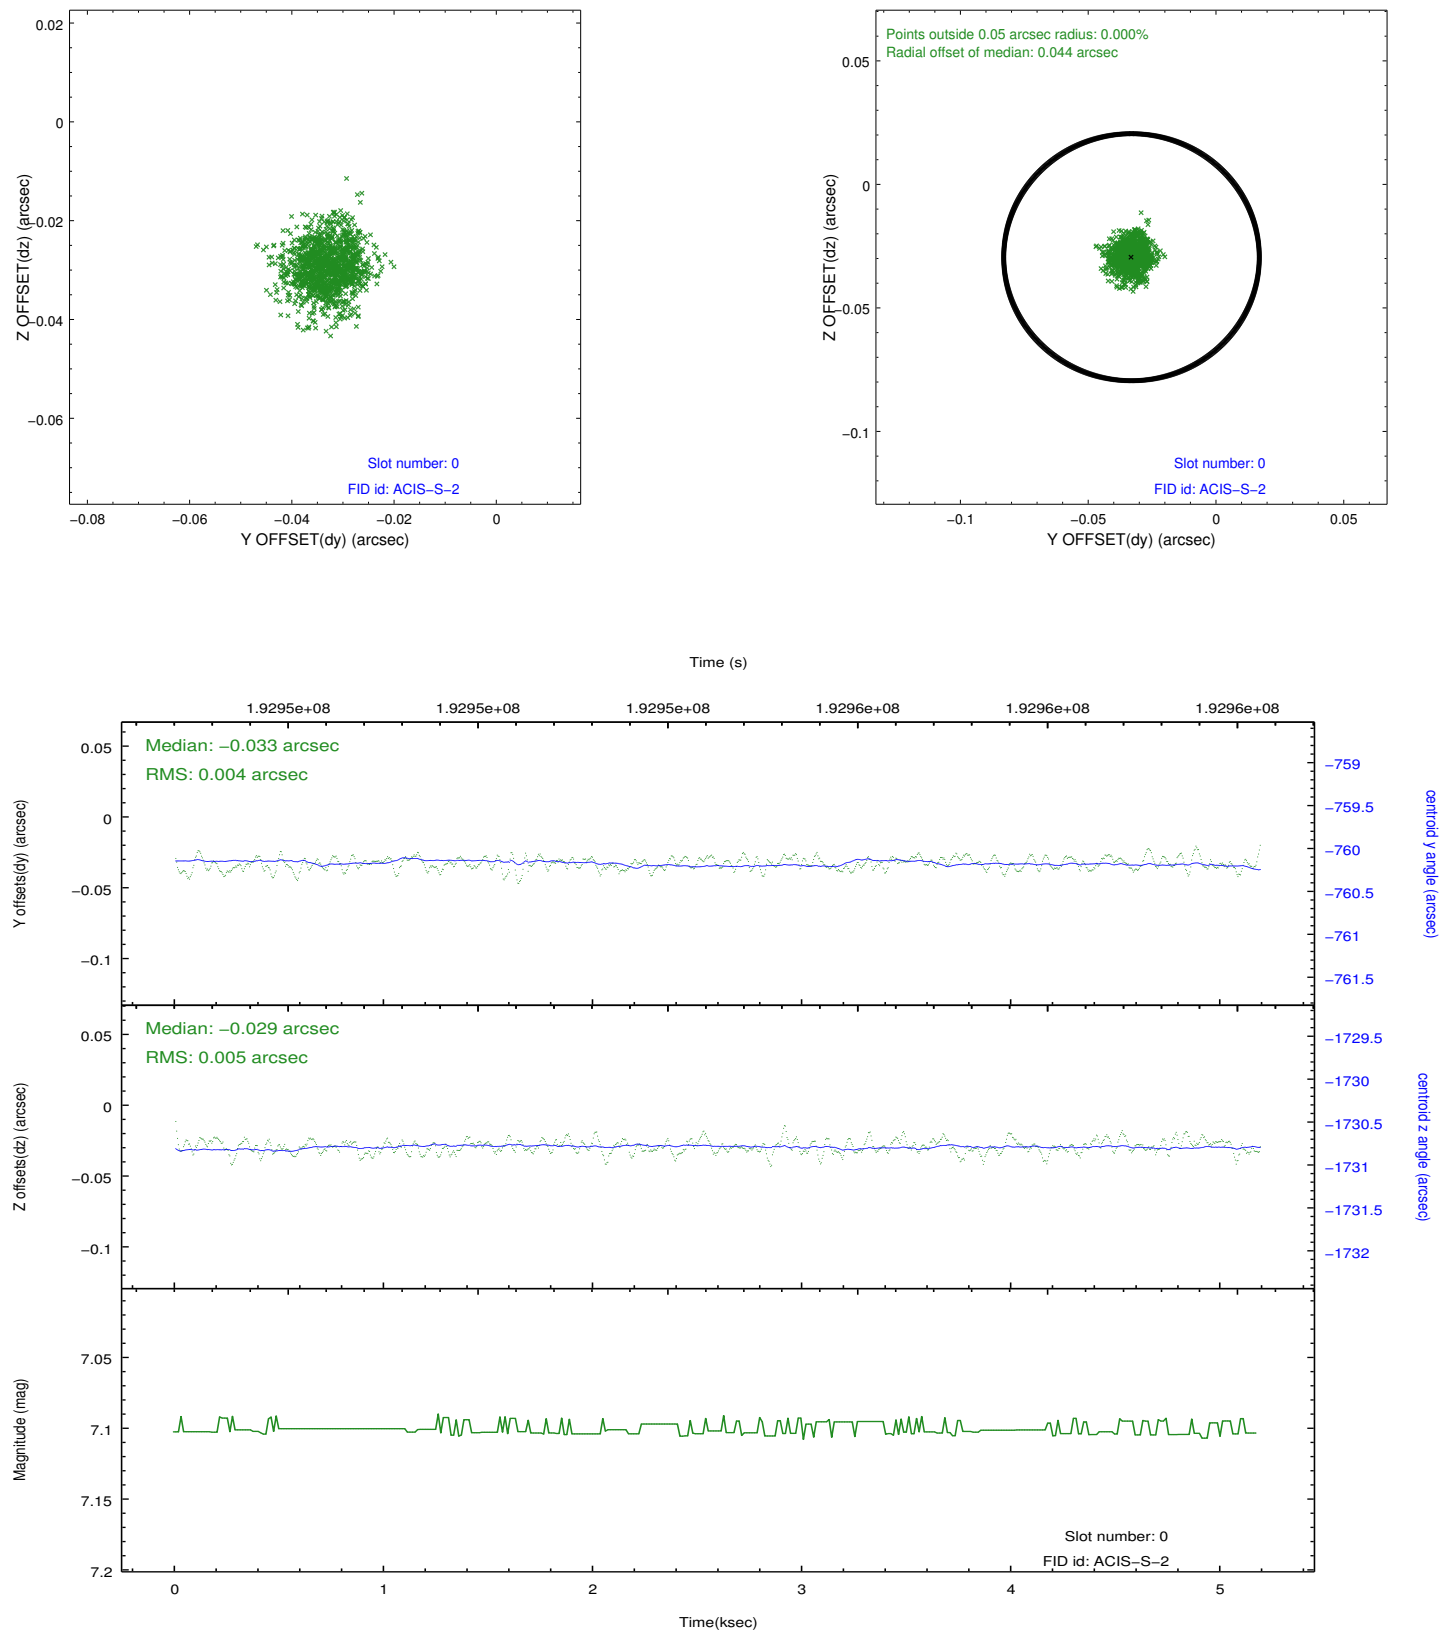 0.02
0
−0.02
−0.04
−0.06
Z OFFSET(dz) (arcsec)
Slot number: 0
FID id: ACIS−S−2
−0.08
−0.06
−0.04
−0.02
0
Y OFFSET(dy) (arcsec)
Points outside 0.05 arcsec radius: 0.000%
Radial offset of median: 0.044 arcsec
0.05
0
−0.05
−0.1
Z OFFSET(dz) (arcsec)
Slot number: 0
FID id: ACIS−S−2
−0.1
−0.05
0
0.05
Y OFFSET(dy) (arcsec)
Time (s)
1.9295e+08
1.9295e+08
1.9295e+08
1.9296e+08
1.9296e+08
1.9296e+08
Median: −0.033 arcsec
RMS: 0.004 arcsec
0.05
0
−0.05
−0.1
Y offsets(dy) (arcsec)
−759
−759.5
−760
−760.5
−761
−761.5
centroid y angle (arcsec)
Median: −0.029 arcsec
RMS: 0.005 arcsec
0.05
0
−0.05
−0.1
Z offsets(dz) (arcsec)
−1729.5
−1730
−1730.5
−1731
−1731.5
−1732
centroid z angle (arcsec)
7.05
7.1
7.15
7.2
Magnitude (mag)
Slot number: 0
FID id: ACIS−S−2
0
1
2
3
4
5
Time(ksec)